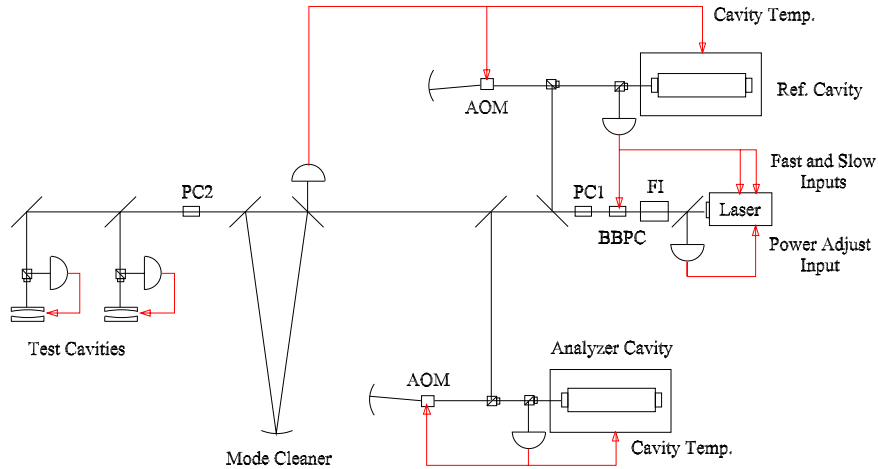 Cavity Temp.
AOM
Ref. Cavity
Fast and Slow
Inputs
PC2
PC1
FI
Laser
BBPC
Power Adjust
Input
Test Cavities
Analyzer Cavity
AOM
Cavity Temp.
Mode Cleaner